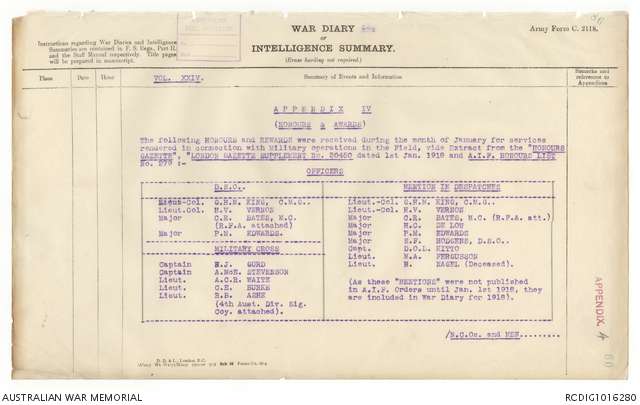 WAR DIARY
or
INTELLIGENCE SUMMARY.
(Erase heading not required.)
Army Form C. 2118.
Instructions regarding War Diaries and Intelligence
Summaries are contained in F. S. Regs., Part II.
and the Staff Manual respectively. Title pages
will be prepared in manuscript.
Place
Date
Hour
Summary of Events and Information
Remarks and
references to
Appendices
VOL. XXIV.
APPENDIX IV
(HONOURS & AWARDS)
The following HONOURS and REWARDS were received during the month of January for services
rendered in connection with Military operations in the Field, vide Extract from the "HONOURS
GAZETTE", "LONDON GAZETTE SUPPLEMENT No. dated 1st Jan. 1918 and A.I.F. HONOURS LIST
No. 279 :-
OFFICERS
D.S.O.
Lieut-Col. G.R.N. KING, C.M.G..
Lieut.Col. H.V. VERNON
Major C.R. BATES, M.C.
(R.F.A. attached)
Major P.N. EDWARDS.
MILITARY CROSS
Captain H.J. GURD
Captain A.McE. STEVENSON
Lieut. A.C.R. WAITE
Lieut. C.E. BURKE
Lieut. R.B. ASHE
(4th Aust. Div. Sig.
Coy. attached).
MENTION IN DESPATCHES
Lieut.-Col. G.R.N. KING, C.M.G..
Lieut.-Col. H.V. VERNON
Major C.R. BATES, M.C. (R.F.A. att.)
Major H.C. DE LOW
Major P.N. EDWARDS
Major S.F. HODGENS, D.S.O..
Capt. D.O.L. KITTO
Lieut. M.A. FERGUSSON
Lieut. N. NAGEL (Deceased).
(As these "MENTIONS" were not published
in A.I.F. Orders until Jan. 1st 1918, they
are included in War Diary for 1918).
/N.C.Os. and MEN.........
APPENDIX. 4
D. D. & L., London, E.C.
AUSTRALIAN WAR MEMORIAL
RCDIG1016280